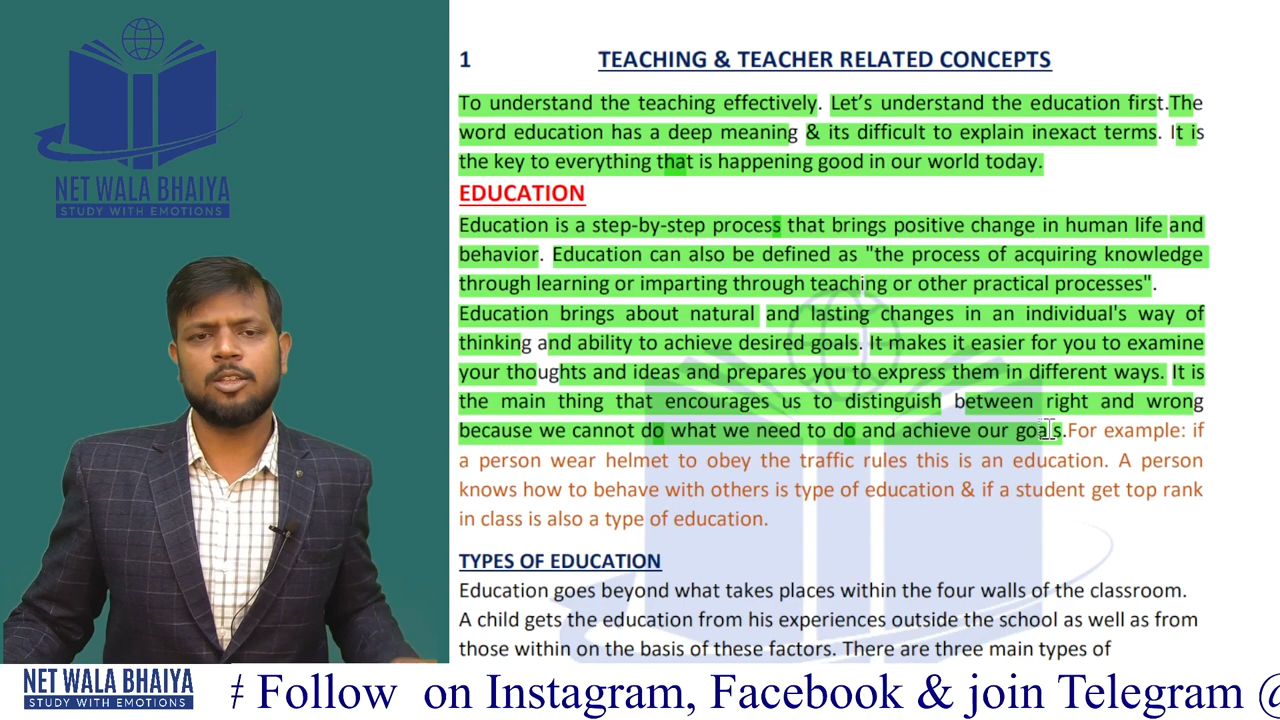 NET WALA BHAIYA
STUDY WITH EMOTIONS
1 TEACHING & TEACHER RELATED CONCEPTS
To understand the teaching effectively. Let's understand the education first.The
word education has a deep meaning & its difficult to explain inexact terms. It is
the key to everything that is happening good in our world today.
EDUCATION
Education is a step-by-step process that brings positive change in human life and
behavior. Education can also be defined as "the process of acquiring knowledge
through learning or imparting through teaching or other practical processes".
Education brings about natural and lasting changes in an individual's way of
thinking and ability to achieve desired goals. It makes it easier for you to examine
your thoughts and ideas and prepares you to express them in different ways. It is
the main thing that encourages us to distinguish between right and wrong
because we cannot do what we need to do and achieve our goals.For example: if
a person wear helmet to obey the traffic rules this is an education. A person
knows how to behave with others is type of education & if a student get top rank
in class is also a type of education.
TYPES OF EDUCATION
Education goes beyond what takes places within the four walls of the classroom.
A child gets the education from his experiences outside the school as well as from
those within on the basis of these factors. There are three main types of
NET WALA BHAIYA
STUDY WITH EMOTIONS
# Follow on Instagram, Facebook & join Telegram @